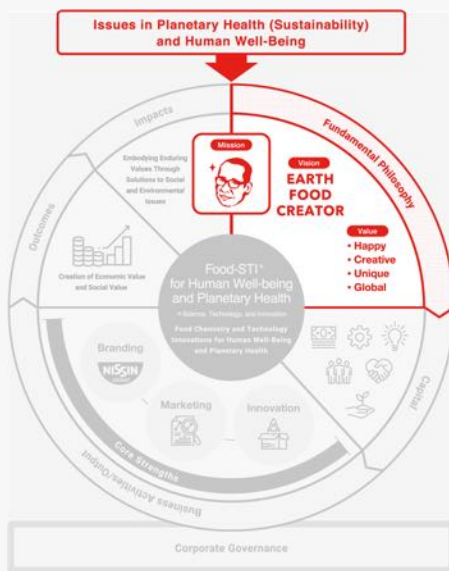 Issues in Planetary Health (Sustainability)
and Human Well-Being
Impacts
Fundamental Philosophy
Mission
Embodying Enduring
Values Through
Solutions to Social
and Environmental
Issues
Vision
EARTH
FOOD
CREATOR
Value
• Happy
• Creative
• Unique
• Global
Outcomes
Creation of Economic Value
and Social Value
Food-STI*
for Human Well-being
and Planetary Health
* Science, Technology, and Innovation
Food Chemistry and Technology
Innovations for Human Well-Being
and Planetary Health
Capital
Branding
NISSIN
Marketing
Innovation
Core Strengths
Business Activities/Output
Corporate Governance